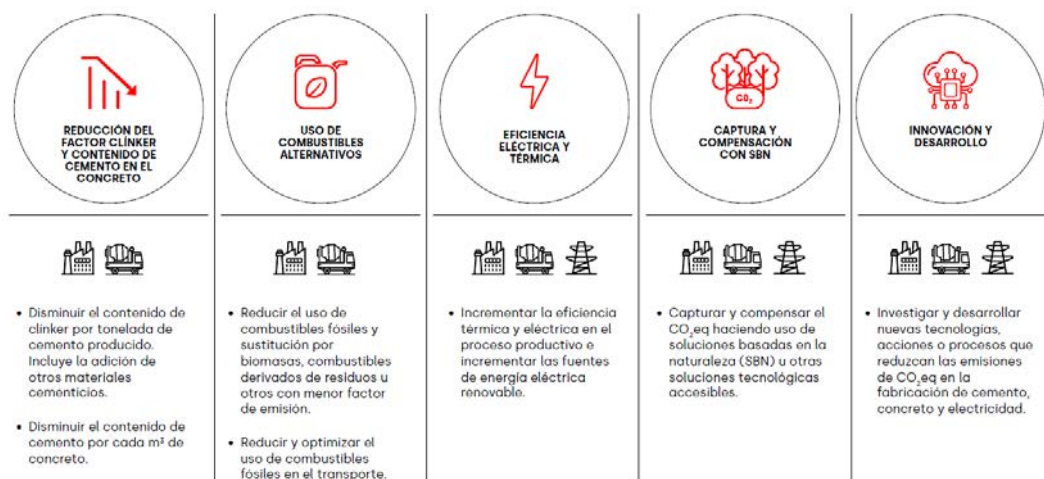 REDUCCIÓN DEL
FACTOR CLÍNKER
Y CONTENIDO DE
CEMENTO EN EL
CONCRETO
USO DE
COMBUSTIBLES
ALTERNATIVOS
EFICIENCIA
ELÉCTRICA Y
TÉRMICA
CO₂
CAPTURA Y
COMPENSACIÓN
CON SBN
INNOVACIÓN Y
DESARROLLO
• Disminuir el contenido de
clínker por tonelada de
cemento producido.
Incluye la adición de
otros materiales
cementicios.
• Disminuir el contenido de
cemento por cada m³ de
concreto.
• Reducir el uso de
combustibles fósiles y
sustitución por
biomasas, combustibles
derivados de residuos u
otros con menor factor
de emisión.
• Reducir y optimizar el
uso de combustibles
fósiles en el transporte.
• Incrementar la eficiencia
térmica y eléctrica en el
proceso productivo e
incrementar las fuentes
de energía eléctrica
renovable.
• Capturar y compensar el
CO₂eq haciendo uso de
soluciones basadas en la
naturaleza (SBN) u otras
soluciones tecnológicas
accesibles.
• Investigar y desarrollar
nuevas tecnologías,
acciones o procesos que
reduzcan las emisiones
de CO₂eq en la
fabricación de cemento,
concreto y electricidad.